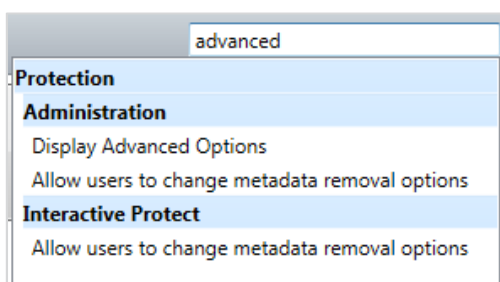 advanced
Protection
Administration
Display Advanced Options
Allow users to change metadata removal options
Interactive Protect
Allow users to change metadata removal options